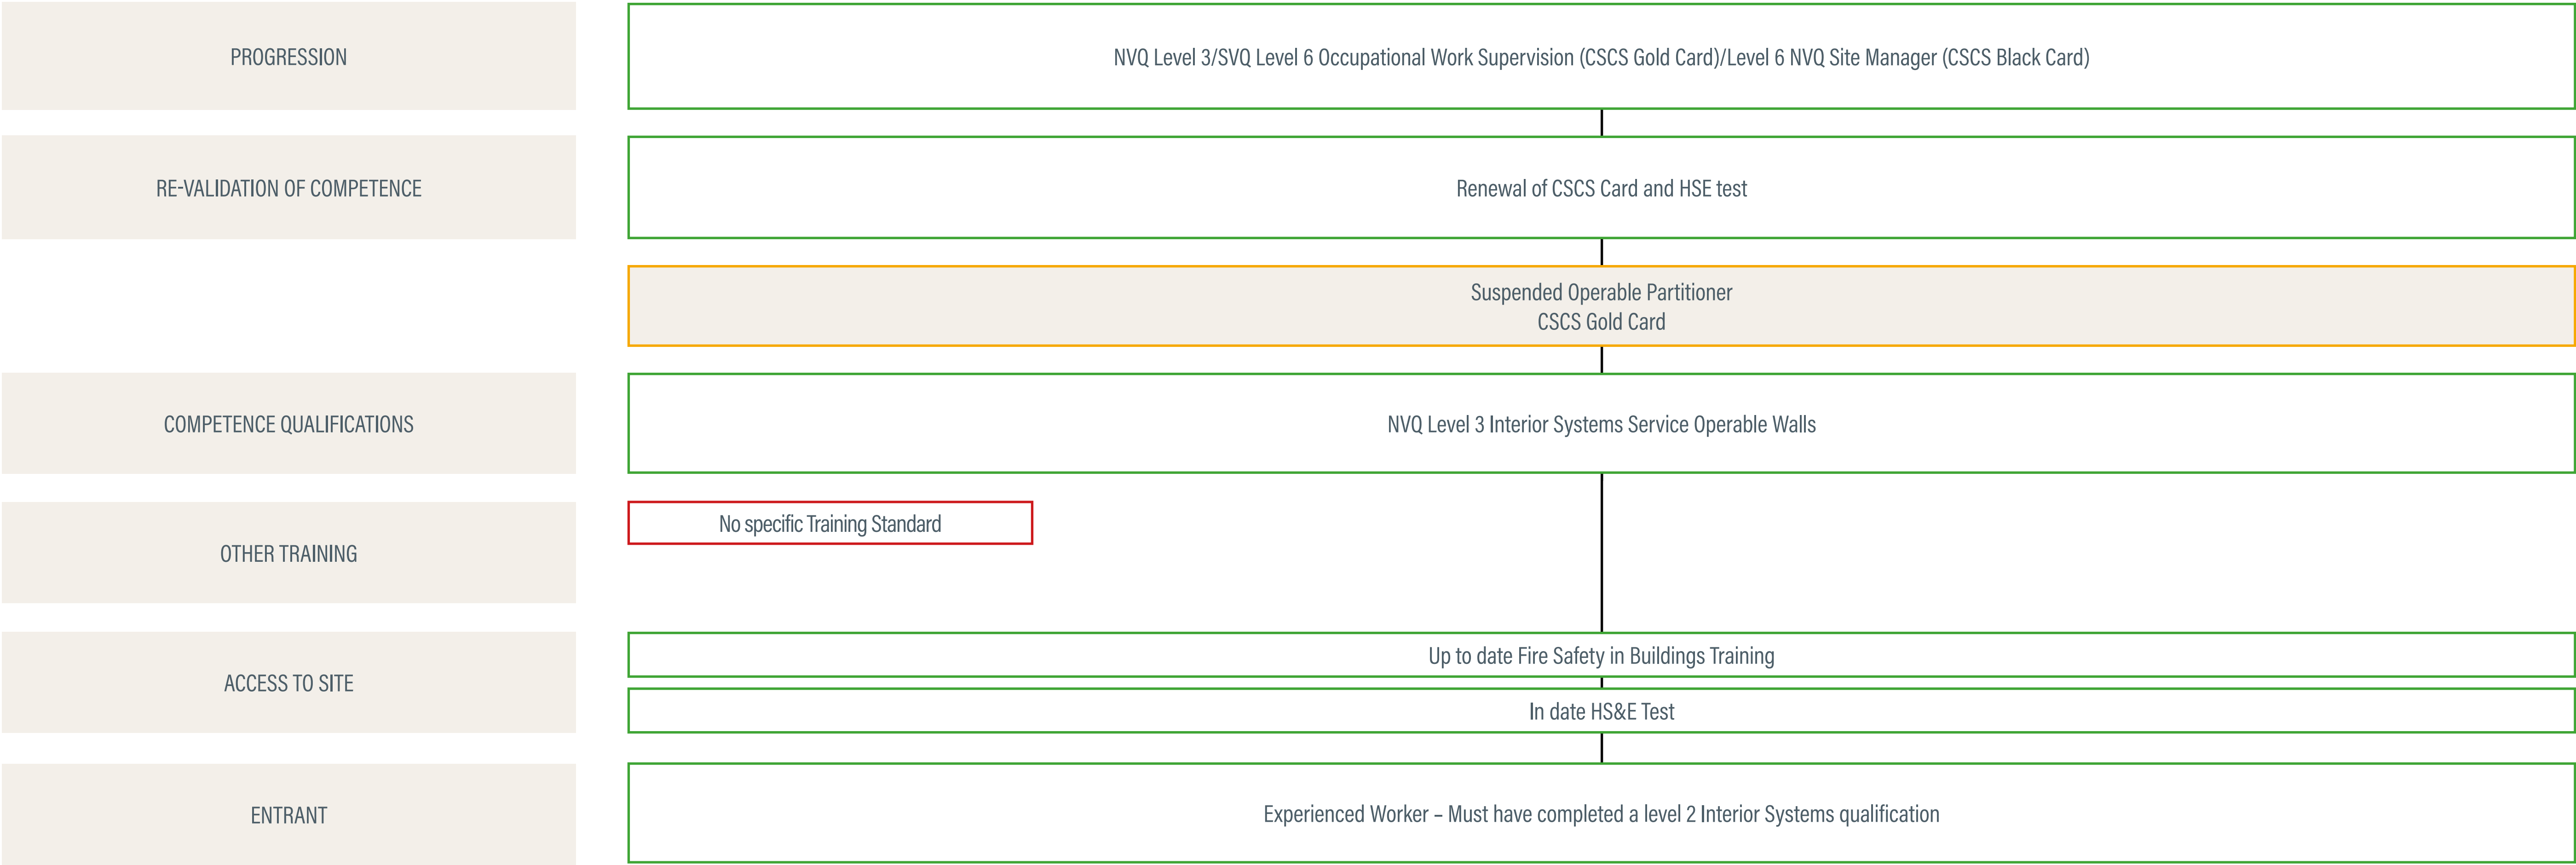 PROGRESSION
NVQ Level 3/SVQ Level 6 Occupational Work Supervision (CSCS Gold Card)/Level 6 NVQ Site Manager (CSCS Black Card)
RE-VALIDATION OF COMPETENCE
Renewal of CSCS Card and HSE test
Suspended Operable Partitioner
CSCS Gold Card
COMPETENCE QUALIFICATIONS
NVQ Level 3 Interior Systems Service Operable Walls
OTHER TRAINING
No specific Training Standard
ACCESS TO SITE
Up to date Fire Safety in Buildings Training
In date HS&E Test
ENTRANT
Experienced Worker – Must have completed a level 2 Interior Systems qualification